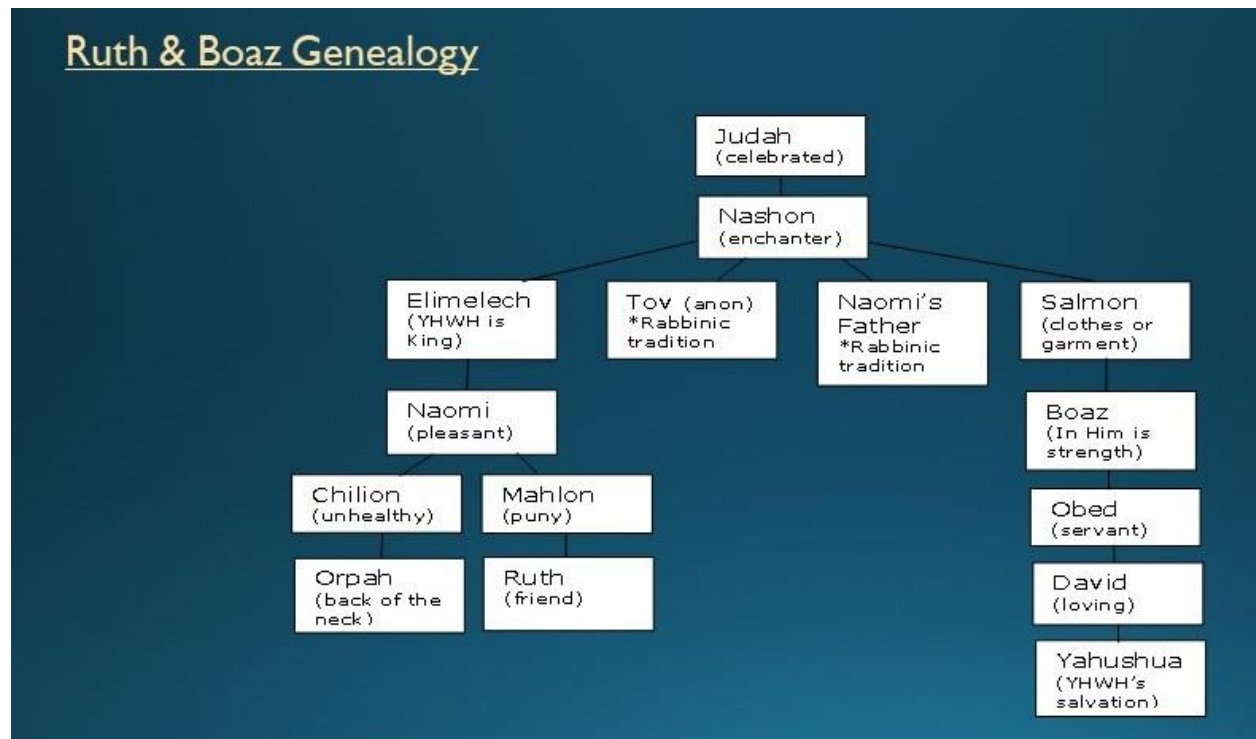 Ruth & Boaz Genealogy
Judah
(celebrated)
Nashon
(enchanter)
Elimelech
(YHWH is
King)
Tov (anon)
*Rabbinic
tradition
Naomi's
Father
*Rabbinic
tradition
Salmon
(clothes or
garment)
Naomi
(pleasant)
Boaz
(In Him is
strength)
Chilion
(unhealthy)
Mahlon
(puny)
Obed
(servant)
Orpah
(back of the
neck)
Ruth
(friend)
David
(loving)
Yahushua
(YHWH's
salvation)